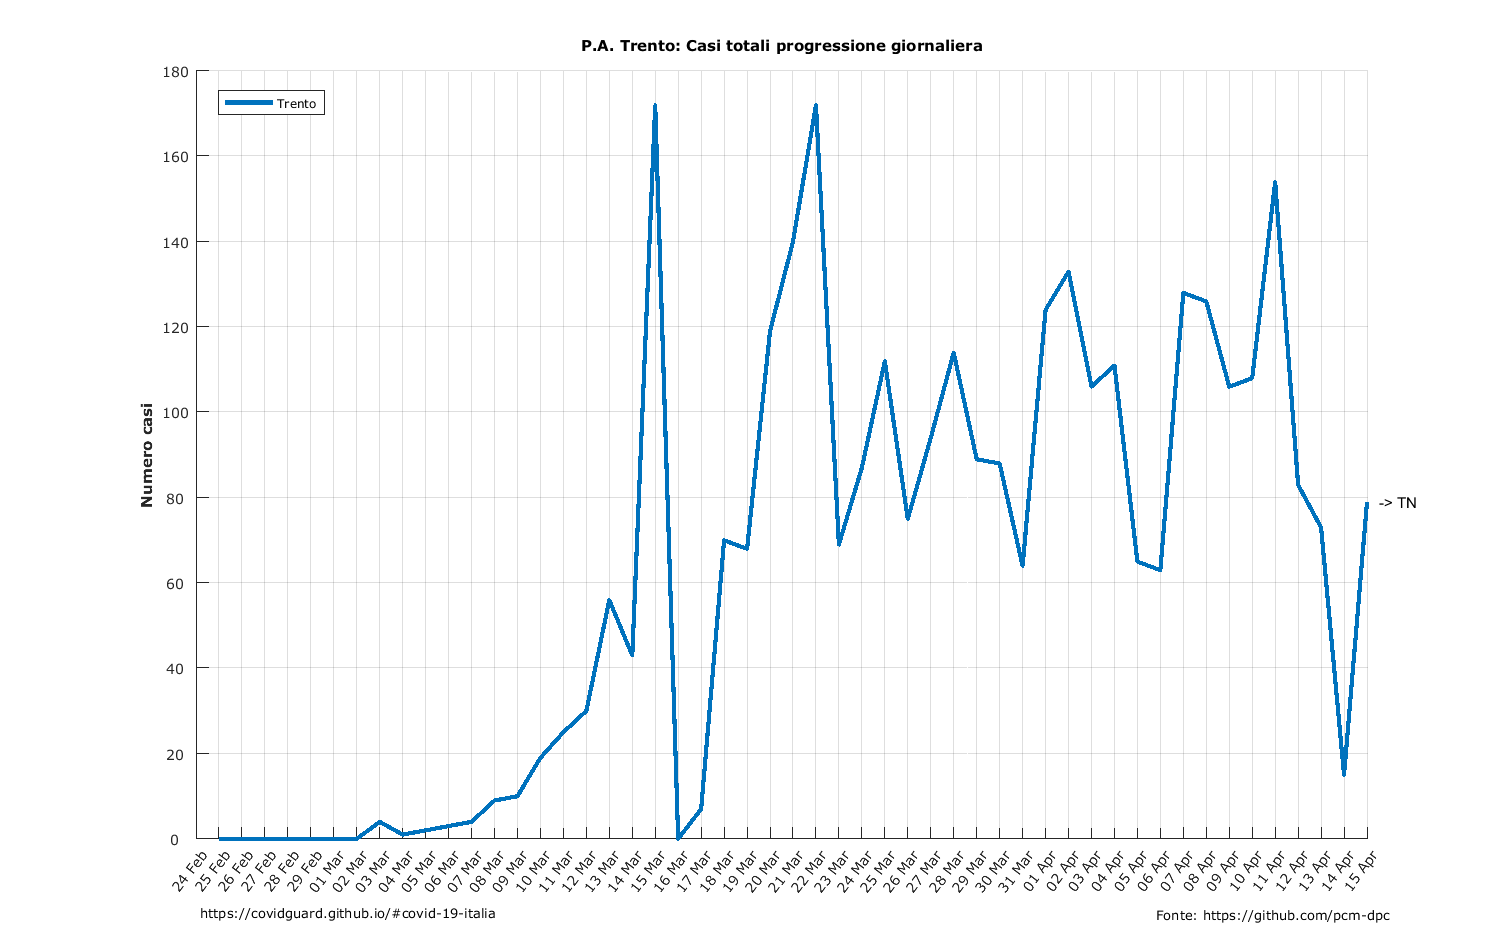 P.A. Trento: Casi totali progressione giornaliera
Trento
Numero casi
180
160
140
120
100
80
60
40
20
0
-> TN
24 Feb
25 Feb
26 Feb
27 Feb
28 Feb
29 Feb
01 Mar
02 Mar
03 Mar
04 Mar
05 Mar
06 Mar
07 Mar
08 Mar
09 Mar
10 Mar
11 Mar
12 Mar
13 Mar
14 Mar
15 Mar
16 Mar
17 Mar
18 Mar
19 Mar
20 Mar
21 Mar
22 Mar
23 Mar
24 Mar
25 Mar
26 Mar
27 Mar
28 Mar
29 Mar
30 Mar
31 Mar
01 Apr
02 Apr
03 Apr
04 Apr
05 Apr
06 Apr
07 Apr
08 Apr
09 Apr
10 Apr
11 Apr
12 Apr
13 Apr
14 Apr
15 Apr
https://covidguard.github.io/#covid-19-italia
Fonte: https://github.com/pcm-dpc